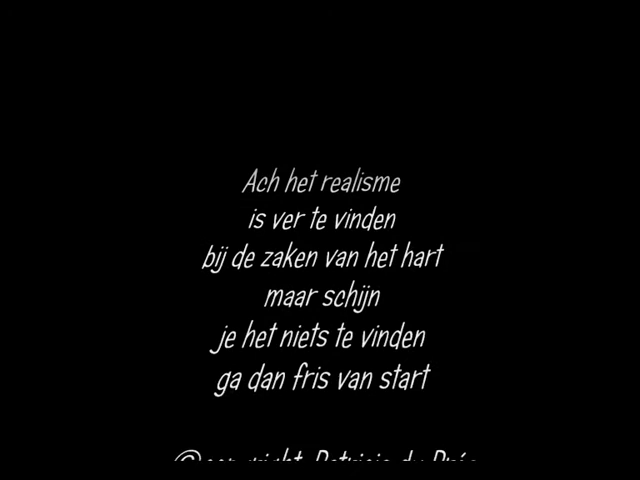 Ach het realisme
is ver te vinden
bij de zaken van het hart
maar schijn
je het niets te vinden
ga dan fris van start